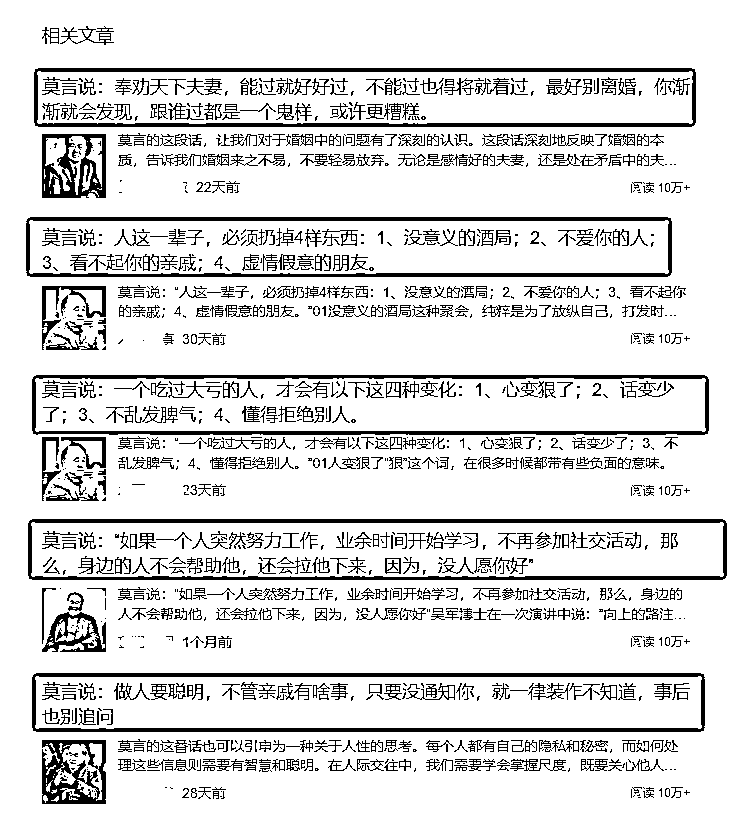 相关文章
莫言说：奉劝天下夫妻，能过就好好过，不能过也得将就着过，最好别离婚，你渐
渐就会发现，跟谁过都是一个鬼样，或许更糟糕。
莫言的这段话，让我们对于婚姻中的问题有了深刻的认识。这段话深刻地反映了婚姻的本
质，告诉我们婚姻来之不易，不要轻易放弃。无论是感情好的夫妻，还是处在矛盾中的夫...
22天前 阅读 10万+
莫言说：人这一辈子，必须扔掉4样东西：1、没意义的酒局；2、不爱你的人；
3、看不起你的亲戚；4、虚情假意的朋友。
莫言说：“人这一辈子，必须扔掉4样东西：1、没意义的酒局；2、不爱你的人；3、看不起你
的亲戚；4、虚情假意的朋友。”01没意义的酒局这种聚会，纯粹是为了放纵自己，打发时...
30天前 阅读 10万+
莫言说：一个吃过大亏的人，才会有以下这四种变化：1、心变狠了；2、话变少
了；3、不乱发脾气；4、懂得拒绝别人。
莫言说：“一个吃过大亏的人，才会有以下这四种变化：1、心变狠了；2、话变少了；3、不
乱发脾气；4、懂得拒绝别人。”01人变狠了“狠”这个词，在很多时候都带有些负面的意味。
23天前 阅读 10万+
莫言说：“如果一个人突然努力工作，业余时间开始学习，不再参加社交活动，那
么，身边的人不会帮助他，还会拉他下来，因为，没人愿你好”
莫言说：“如果一个人突然努力工作，业余时间开始学习，不再参加社交活动，那么，身边的
人不会帮助他，还会拉他下来，因为，没人愿你好”吴军博士在一次演讲中说：”向上的路注...
1个月前 阅读 10万+
莫言说：做人要聪明，不管亲戚有啥事，只要没通知你，就一律装作不知道，事后
也别追问
莫言的这番话也可以引申为一种关于人性的思考。每个人都有自己的隐私和秘密，而如何处
理这些信息则需要有智慧和聪明。在人际交往中，我们需要学会掌握尺度，既要关心他人...
28天前 阅读 10万+